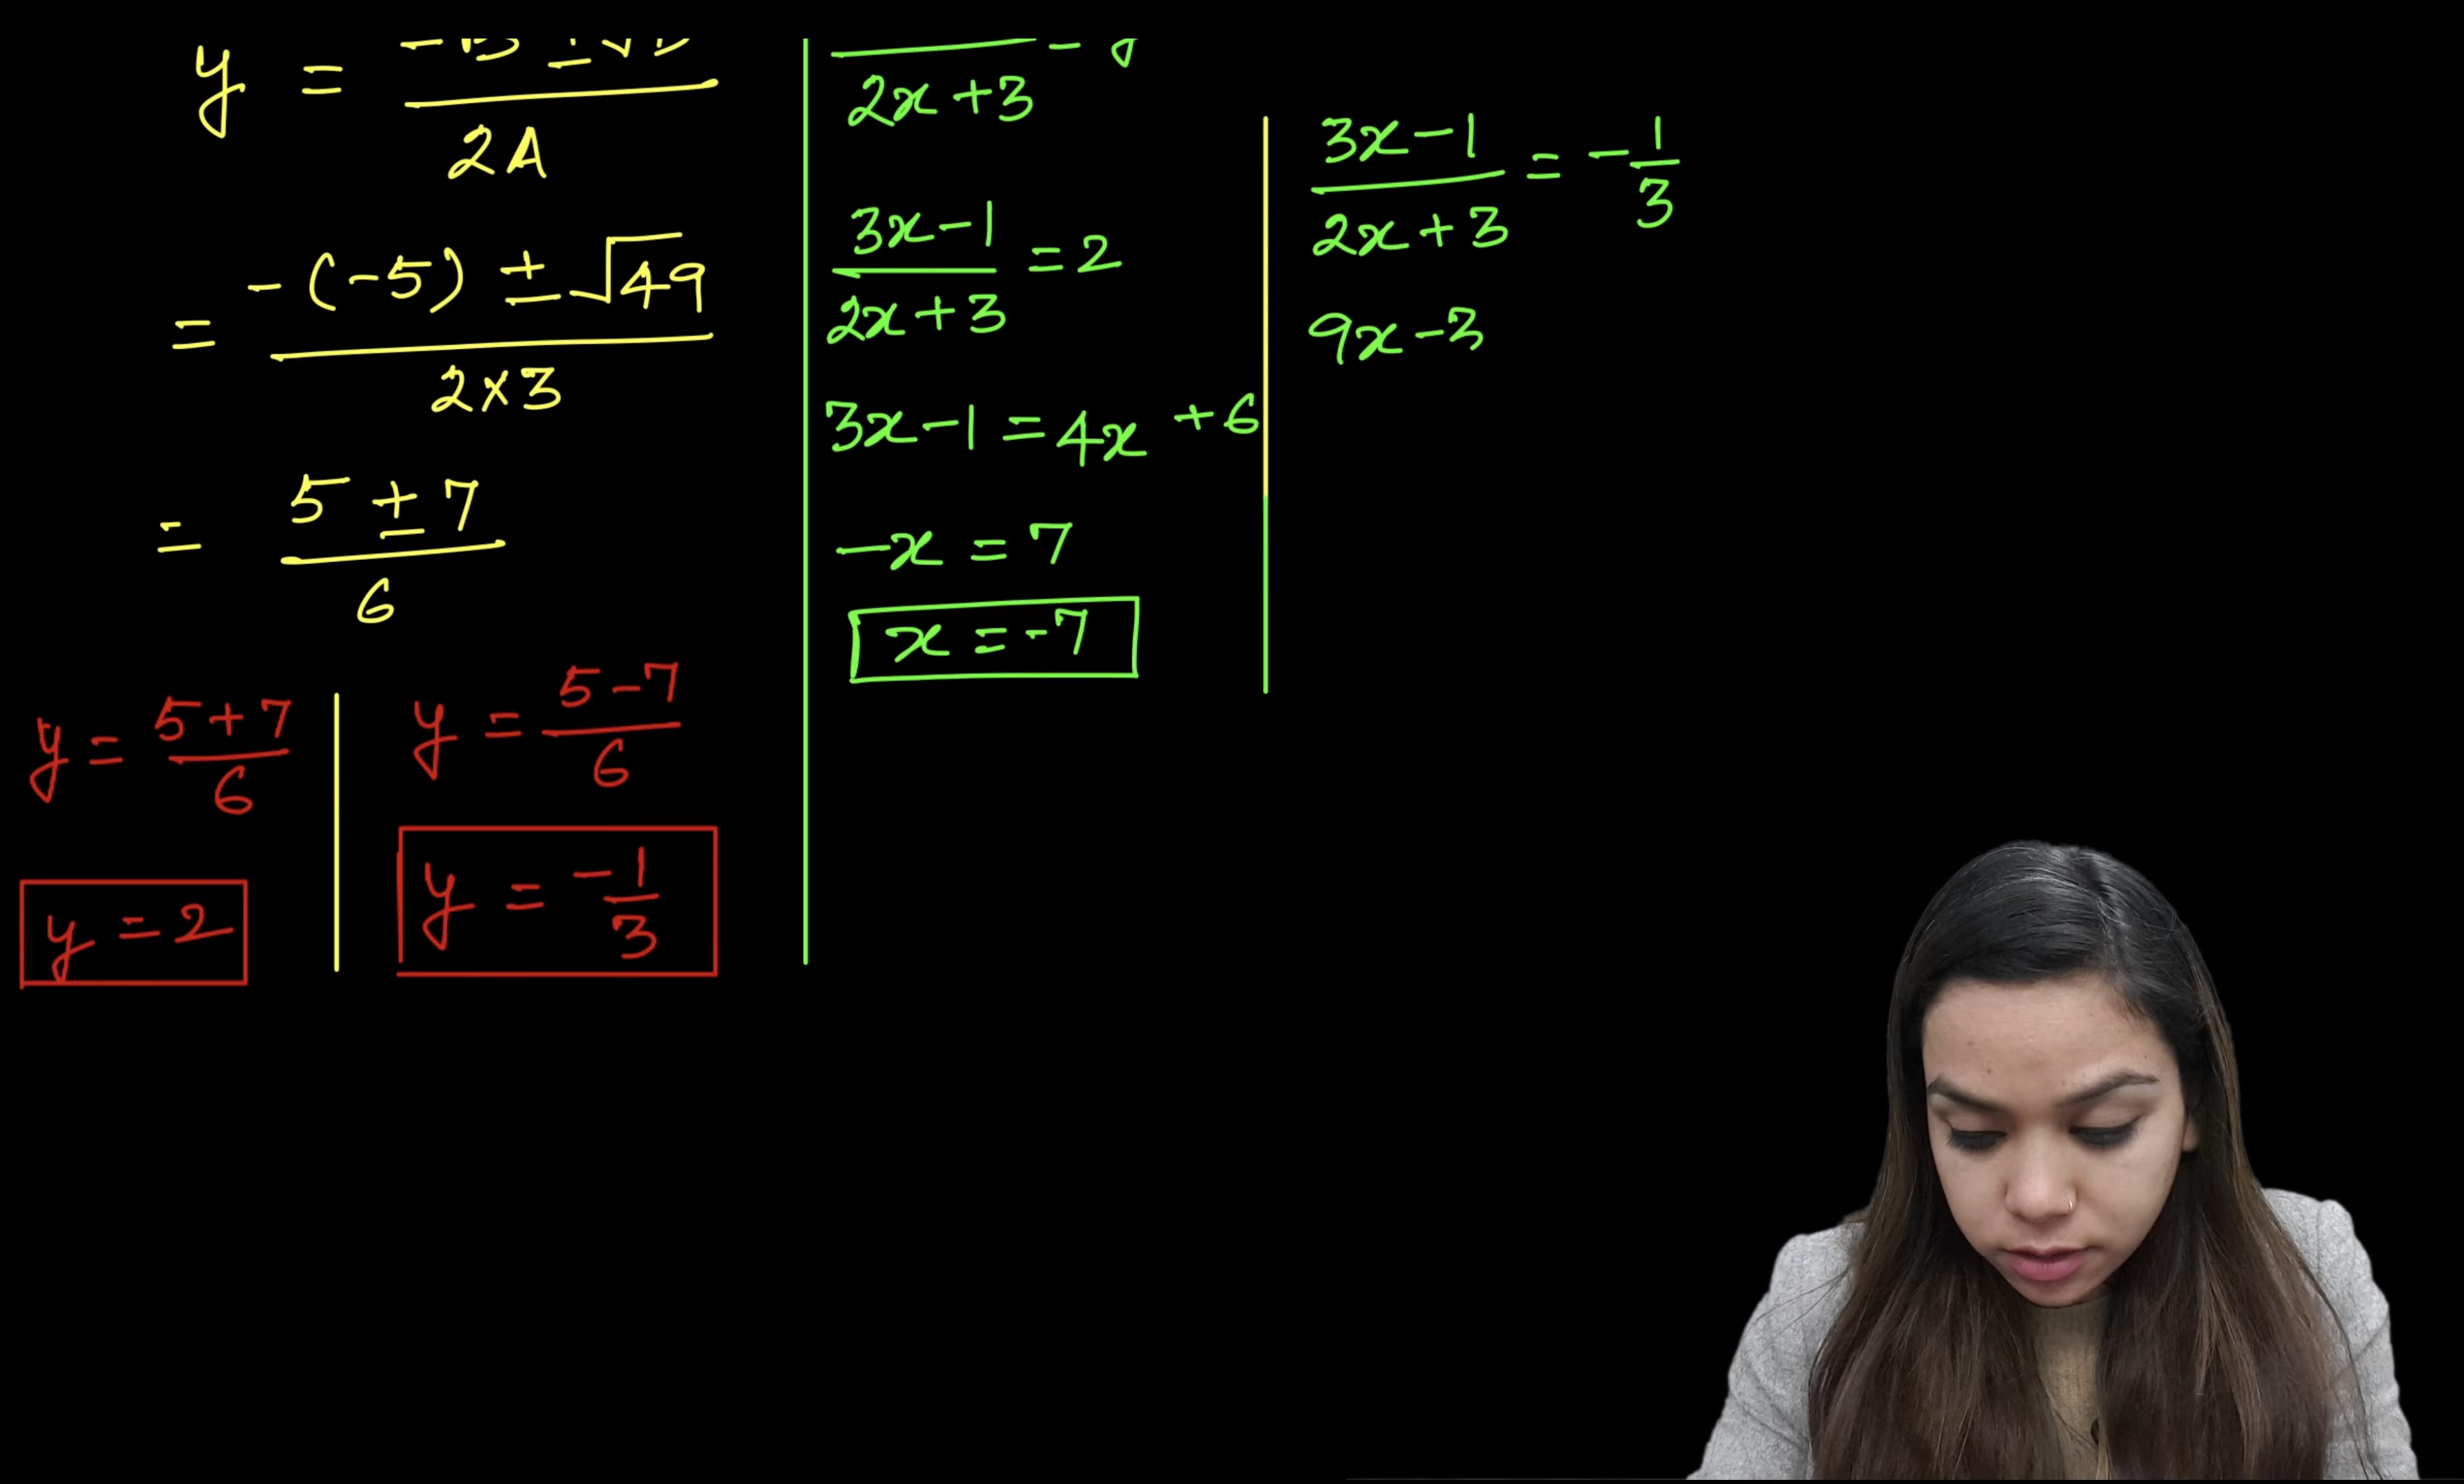 y =
2A
= -(-5) ± √49
2×3
= 5 ± 7
6
y = 5+7
6
y = 2
y = 5-7
6
y = -1
3
2x+3
3x-1 = 2
2x+3
3x-1 = 4x +6
-x = 7
x = -7
3x-1 = -1
2x+3 3
9x-3